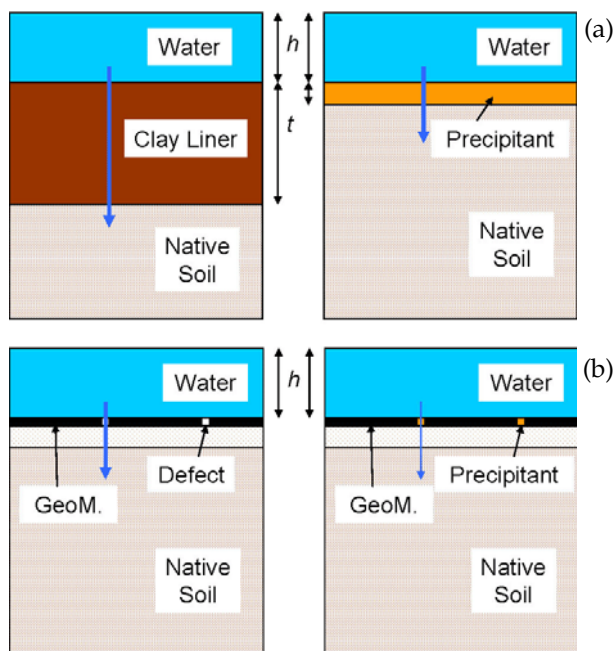 Water
h
Water
(a)
Clay Liner
t
Precipitant
Native
Soil
Native
Soil
Water
h
Water
(b)
GeoM.
Defect
GeoM.
Precipitant
Native
Soil
Native
Soil